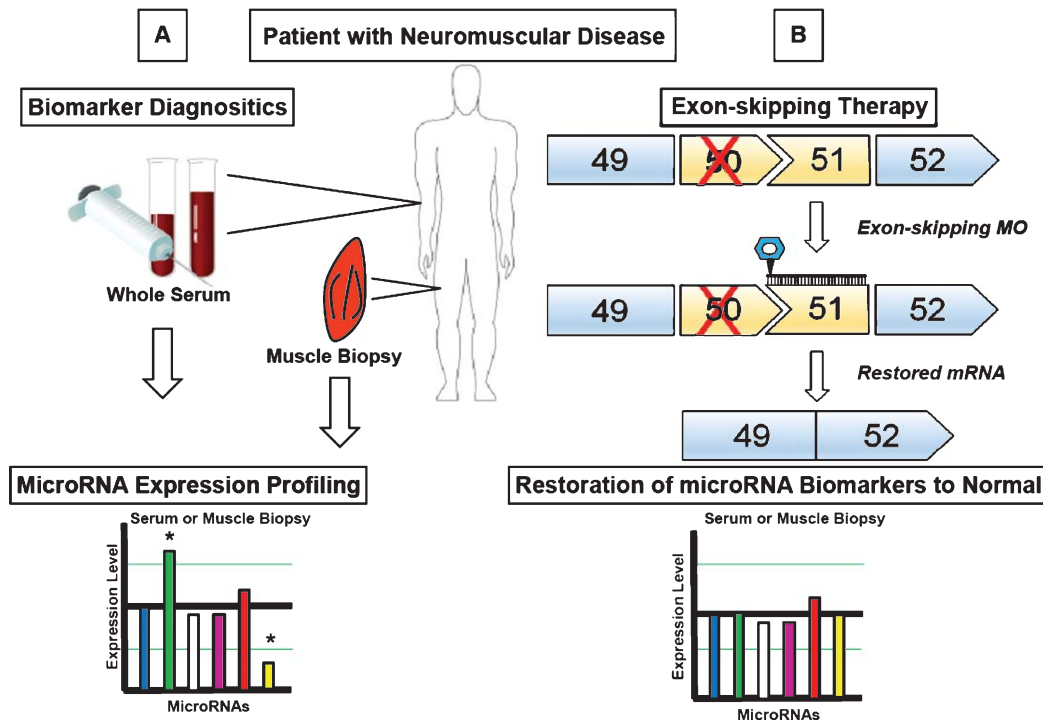 A
Patient with Neuromuscular Disease
B
Biomarker Diagnositics
Whole Serum
Muscle Biopsy
MicroRNA Expression Profiling
Serum or Muscle Biopsy
*
*
Expression Level
MicroRNAs
Exon-skipping Therapy
49 50 51 52
Exon-skipping MO
49 50 51 52
Restored mRNA
49 52
Restoration of microRNA Biomarkers to Normal
Serum or Muscle Biopsy
Expression Level
MicroRNAs